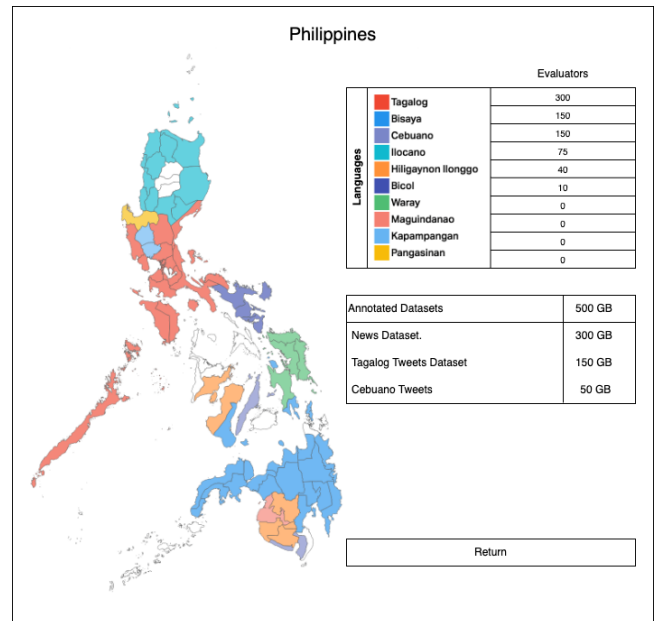 Philippines
Evaluators
Languages
Tagalog 300
Bisaya 150
Cebuano 150
Ilocano 75
Hiligaynon Ilonggo 40
Bicol 10
Waray 0
Maguindanao 0
Kapampangan 0
Pangasinan 0
Annotated Datasets 500 GB
News Dataset. 300 GB
Tagalog Tweets Dataset 150 GB
Cebuano Tweets 50 GB
Return